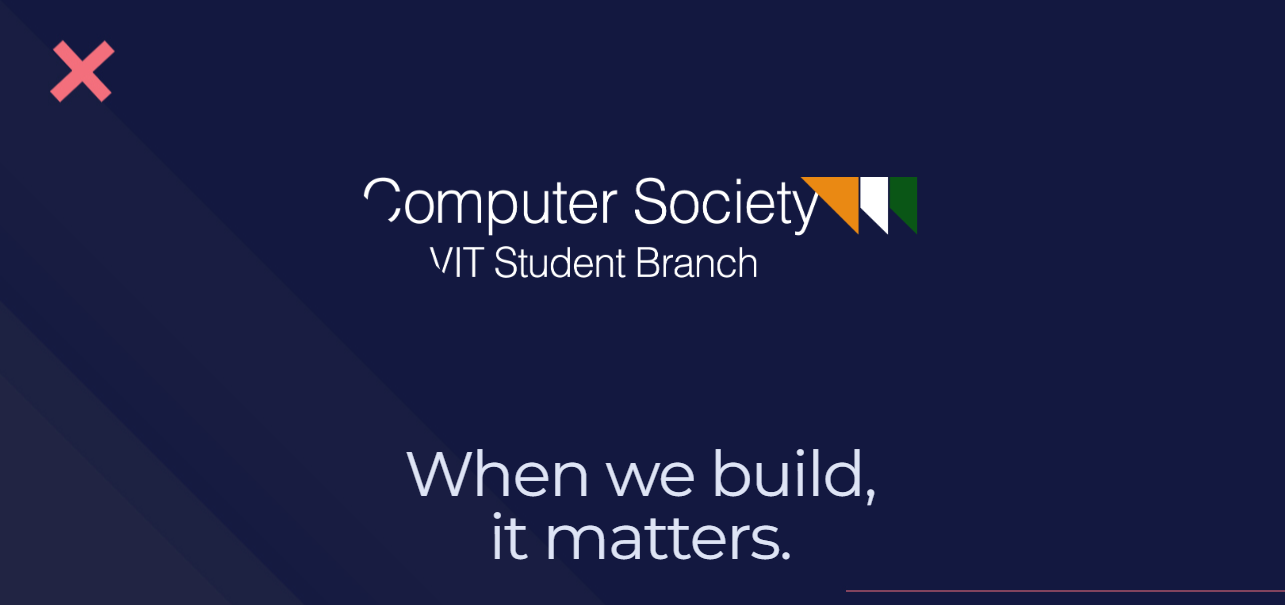 Computer Society
VIT Student Branch
When we build,
it matters.